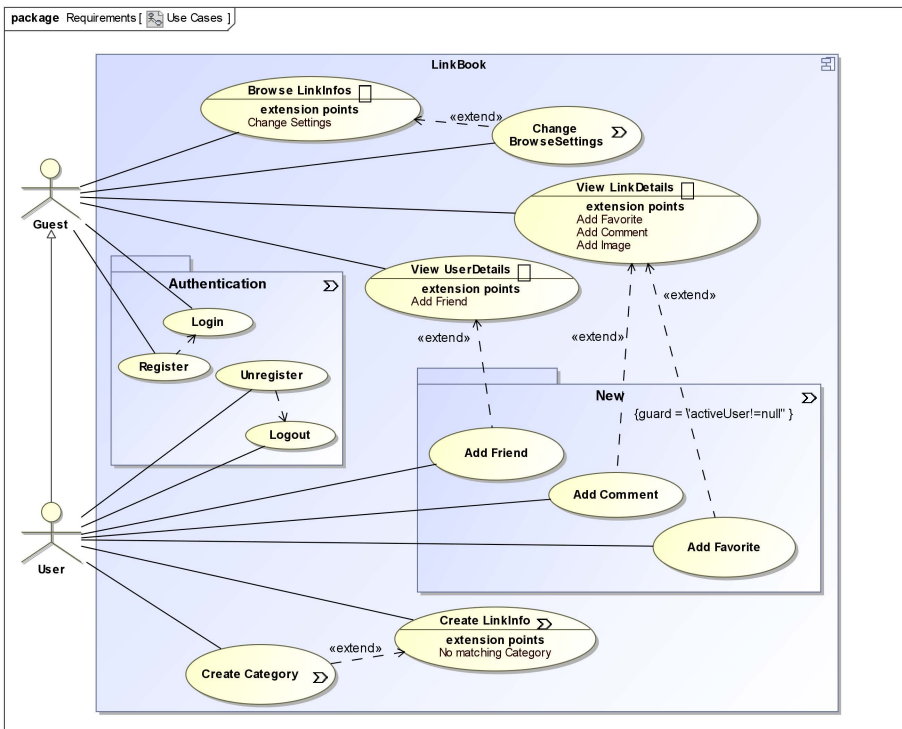 package Requirements [ Use Cases ]
LinkBook
Browse LinkInfos
extension points
Change Settings
«extend»
Change
BrowseSettings
View LinkDetails
extension points
Add Favorite
Add Comment
Add Image
Guest
View UserDetails
extension points
Add Friend
Authentication
Login
Register
Unregister
Logout
«extend»
«extend»
«extend»
New
{guard = \'activeUser!=null" }
Add Friend
Add Comment
Add Favorite
User
Create LinkInfo
extension points
No matching Category
«extend»
Create Category